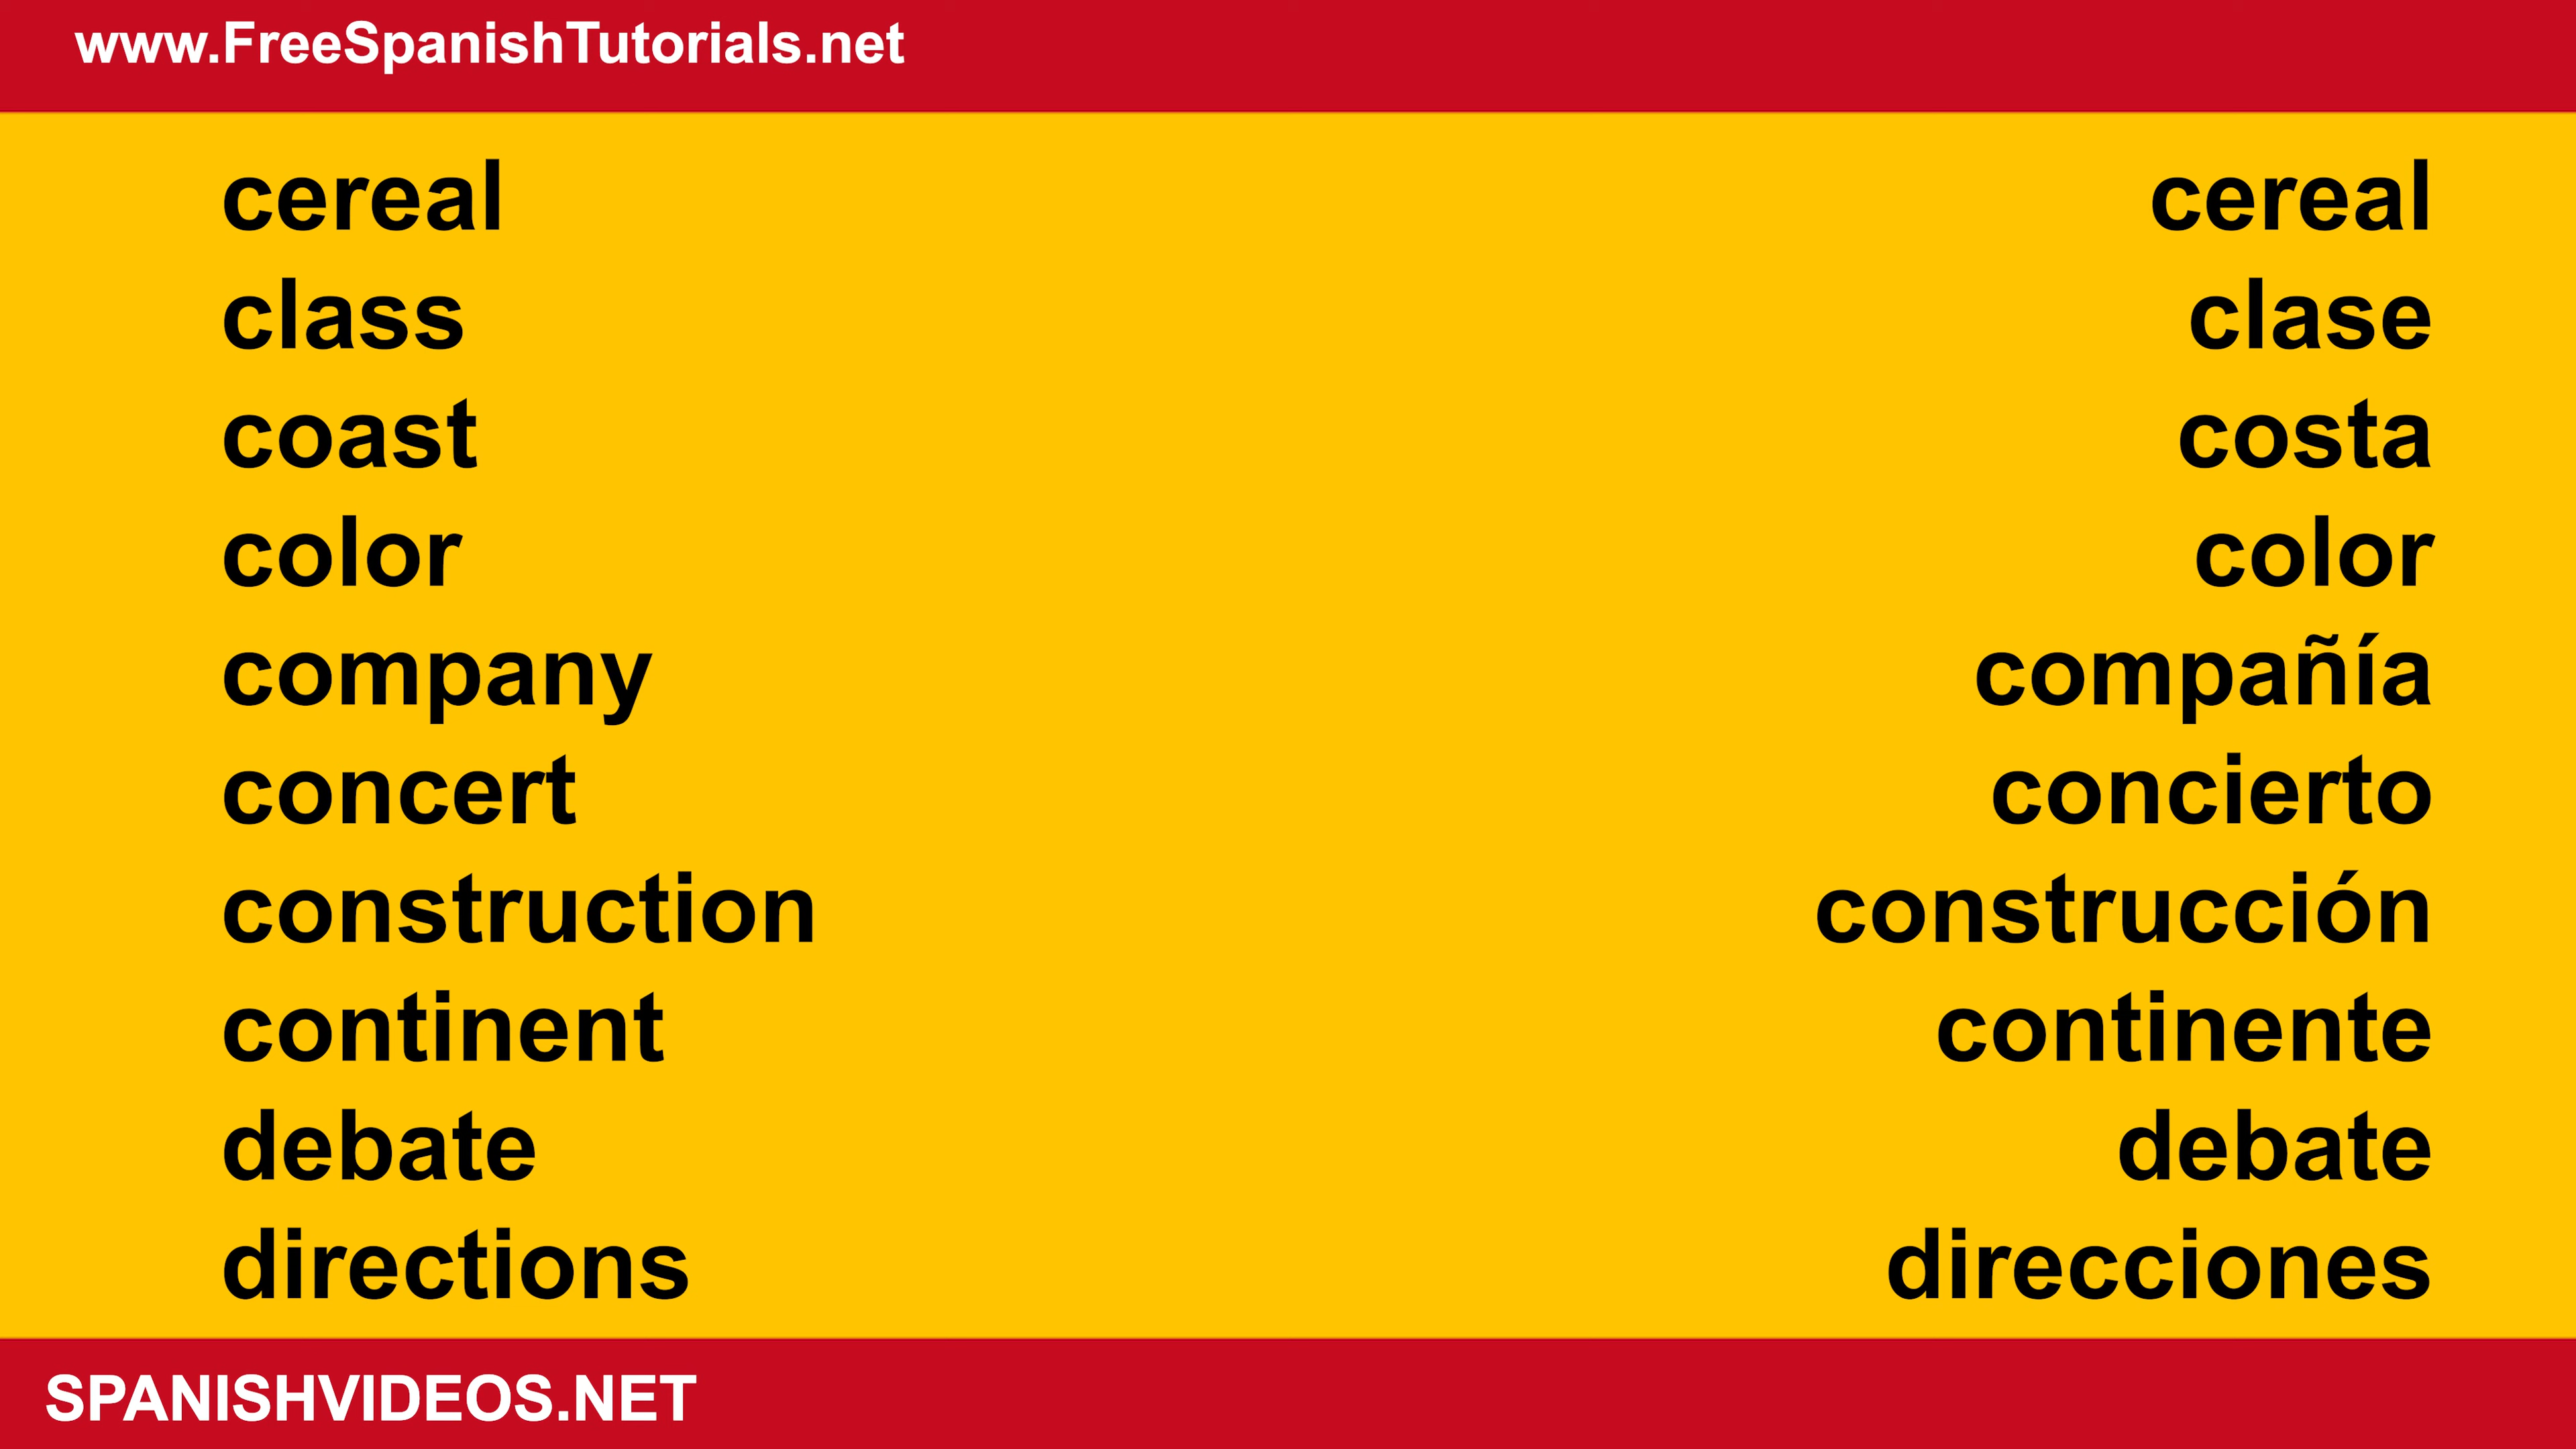 www.FreeSpanishTutorials.net
cereal cereal
class clase
coast costa
color color
company compañía
concert concierto
construction construcción
continent continente
debate debate
directions direcciones
SPANISHVIDEOS.NET